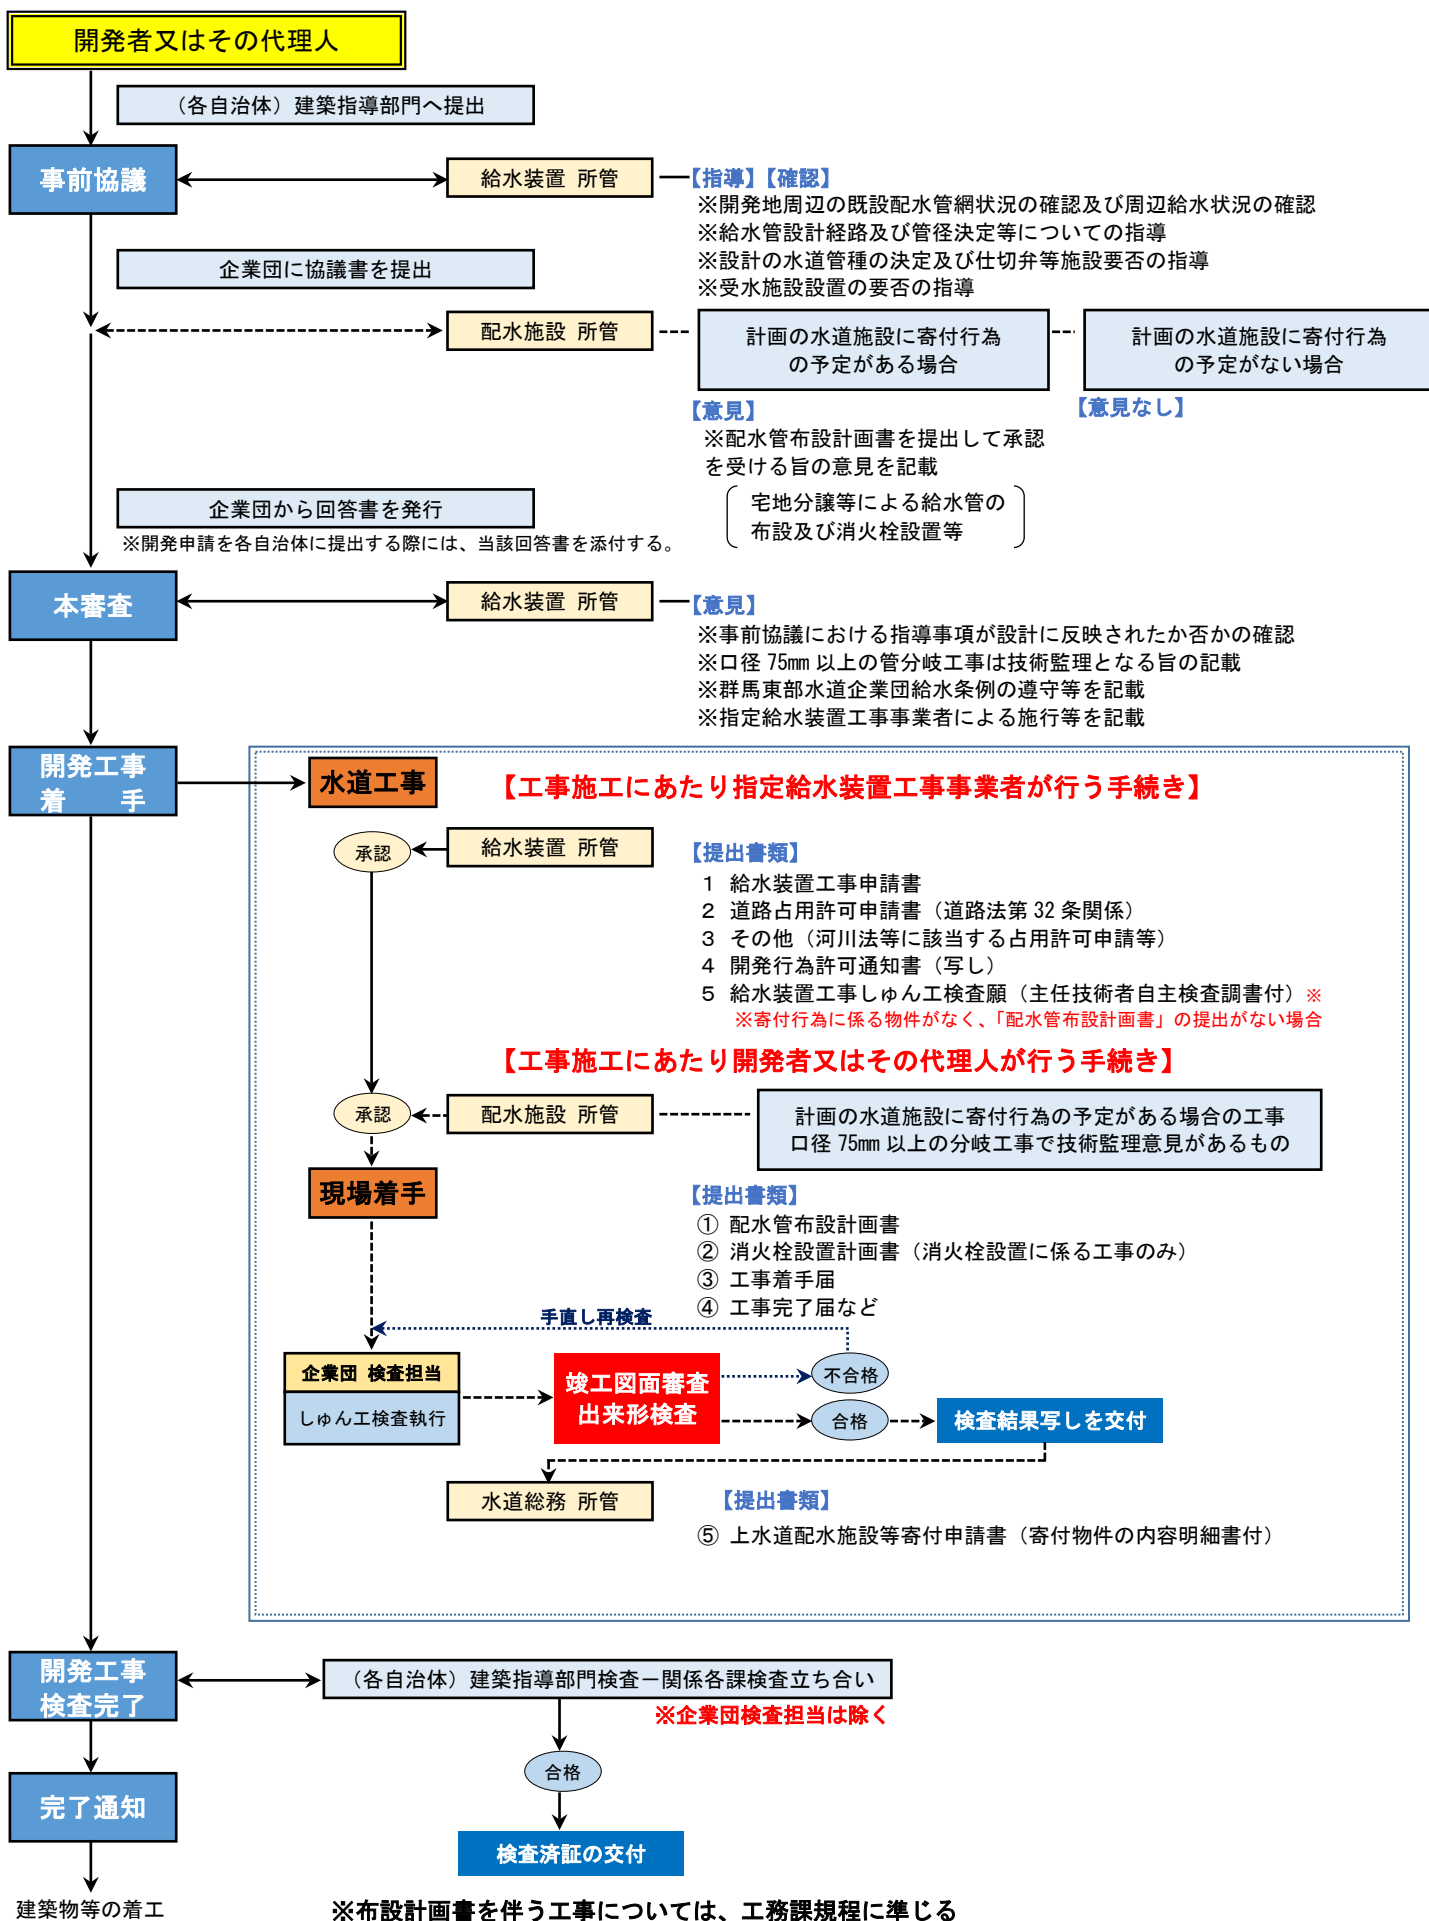 開発者又はその代理人
（各自治体）建築指導部門へ提出
事前協議
給水装置 所管
【指導】【確認】
※開発地周辺の既設配水管網状況の確認及び周辺給水状況の確認
※給水管設計経路及び管径決定等についての指導
※設計の水道管種の決定及び仕切弁等施設要否の指導
※受水施設設置の要否の指導
企業団に協議書を提出
配水施設 所管
計画の水道施設に寄付行為
の予定がある場合
計画の水道施設に寄付行為
の予定がない場合
【意見】
【意見なし】
※配水管布設計画書を提出して承認
を受ける旨の意見を記載
宅地分譲等による給水管の
布設及び消火栓設置等
企業団から回答書を発行
※開発申請を各自治体に提出する際には、当該回答書を添付する。
本審査
給水装置 所管
【意見】
※事前協議における指導事項が設計に反映されたか否かの確認
※口径 75mm 以上の管分岐工事は技術監理となる旨の記載
※群馬東部水道企業団給水条例の遵守等を記載
※指定給水装置工事事業者による施行等を記載
開発工事
着　　手
水道工事
【工事施工にあたり指定給水装置工事事業者が行う手続き】
承認
給水装置 所管
【提出書類】
１ 給水装置工事申請書
２ 道路占用許可申請書（道路法第 32 条関係）
３ その他（河川法等に該当する占用許可申請等）
４ 開発行為許可通知書（写し）
５ 給水装置工事しゅん工検査願（主任技術者自主検査調書付）※
※寄付行為に係る物件がなく、「配水管布設計画書」の提出がない場合
【工事施工にあたり開発者又はその代理人が行う手続き】
承認
配水施設 所管
計画の水道施設に寄付行為の予定がある場合の工事
口径 75mm 以上の分岐工事で技術監理意見があるもの
現場着手
【提出書類】
① 配水管布設計画書
② 消火栓設置計画書（消火栓設置に係る工事のみ）
③ 工事着手届
④ 工事完了届など
手直し再検査
企業団 検査担当
しゅん工検査執行
竣工図面審査
出来形検査
不合格
合格
検査結果写しを交付
水道総務 所管
【提出書類】
⑤ 上水道配水施設等寄付申請書（寄付物件の内容明細書付）
開発工事
検査完了
（各自治体）建築指導部門検査－関係各課検査立ち合い
※企業団検査担当は除く
合格
完了通知
検査済証の交付
建築物等の着工
※布設計画書を伴う工事については、工務課規程に準じる